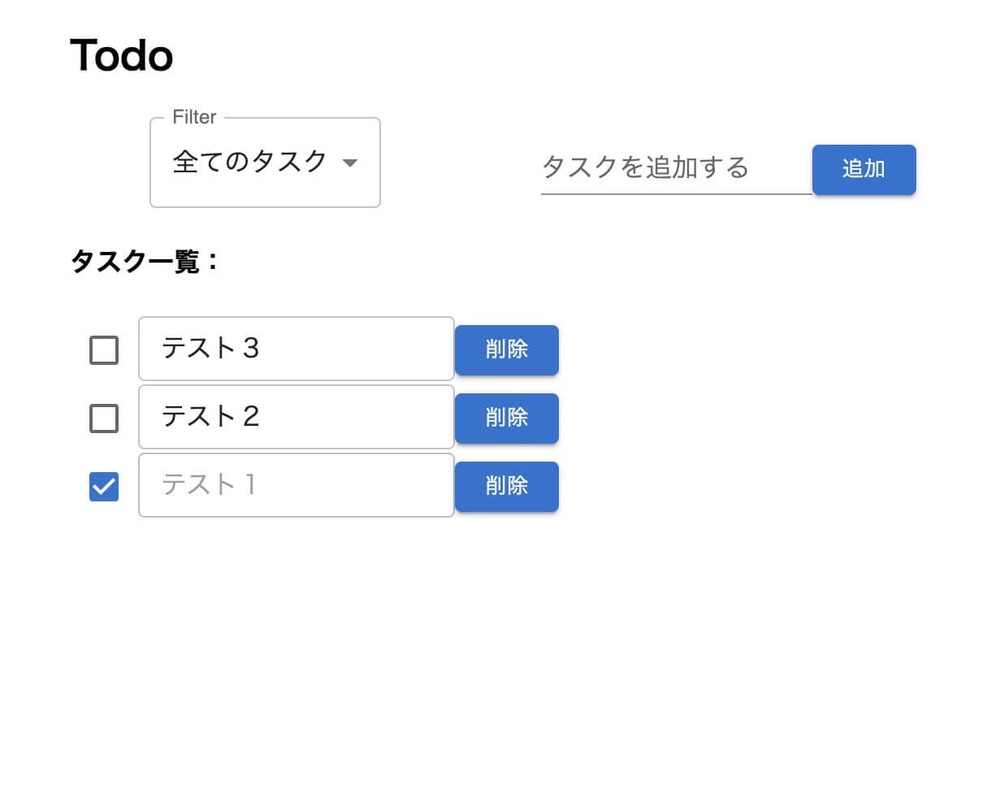 Todo
Filter
全てのタスク
タスクを追加する
追加
タスク一覧：
テスト３
削除
テスト２
削除
テスト１
削除